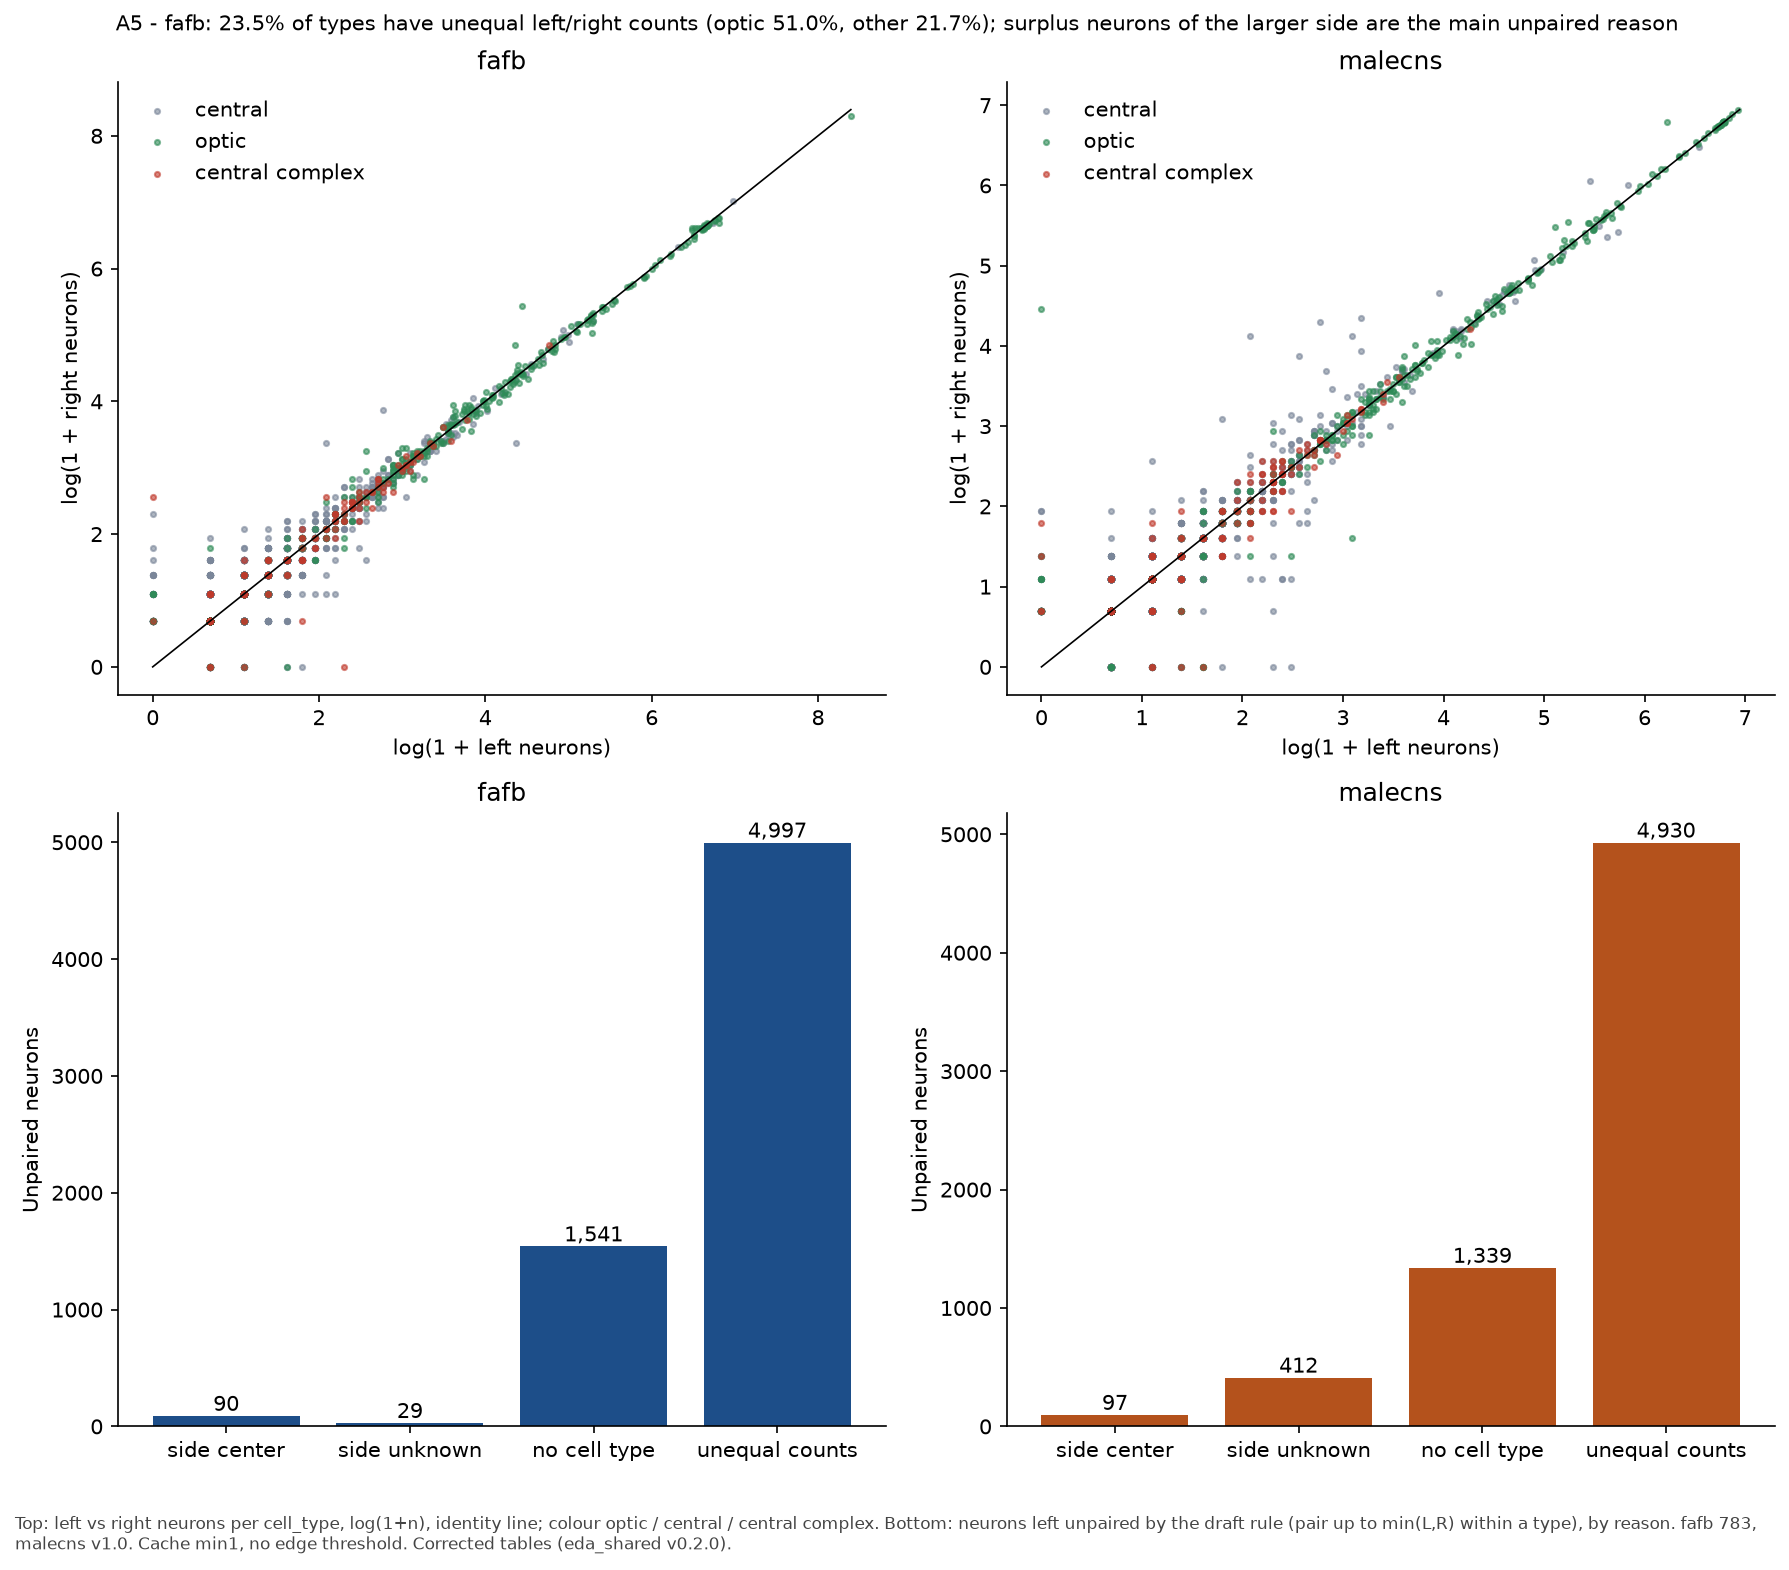 A5 - fafb: 23.5% of types have unequal left/right counts (optic 51.0%, other 21.7%); surplus neurons of the larger side are the main unpaired reason
fafb
central
optic
central complex
log(1 + right neurons)
8
6
4
2
0
0 2 4 6 8
log(1 + left neurons)
malecns
central
optic
central complex
log(1 + right neurons)
7
6
5
4
3
2
1
0
0 1 2 3 4 5 6 7
log(1 + left neurons)
fafb
Unpaired neurons
5000
4000
3000
2000
1000
0
90
29
1,541
4,997
side center side unknown no cell type unequal counts
malecns
Unpaired neurons
5000
4000
3000
2000
1000
0
97
412
1,339
4,930
side center side unknown no cell type unequal counts
Top: left vs right neurons per cell_type, log(1+n), identity line; colour optic / central / central complex. Bottom: neurons left unpaired by the draft rule (pair up to min(L,R) within a type), by reason. fafb 783,
malecns v1.0. Cache min1, no edge threshold. Corrected tables (eda_shared v0.2.0).